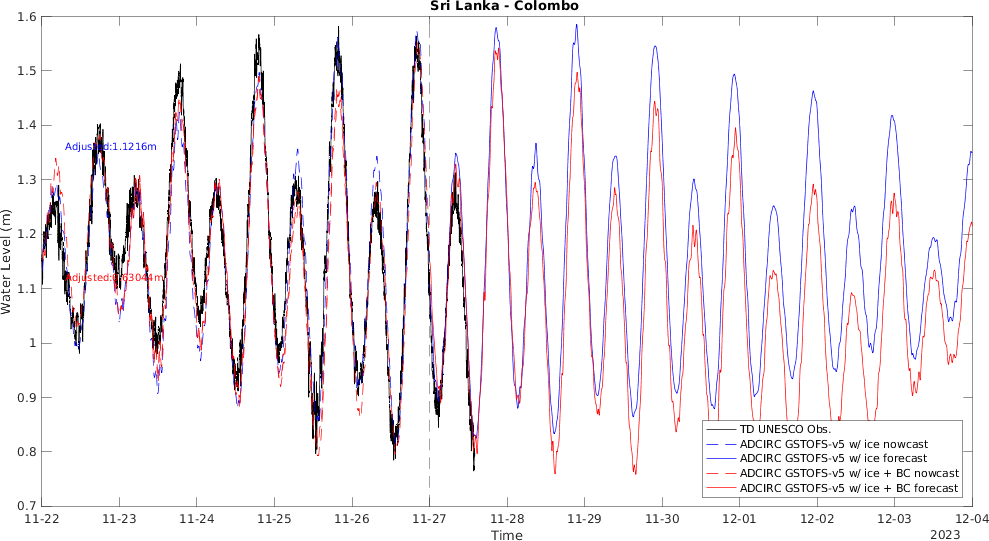 Sri Lanka - Colombo
1.6
1.5
1.4
1.3
1.2
1.1
1
0.9
0.8
0.7
Water Level (m)
Adjusted:1.1216m
Adjusted:0.63044m
TD UNESCO Obs.
ADCIRC GSTOFS-v5 w/ ice nowcast
ADCIRC GSTOFS-v5 w/ ice forecast
ADCIRC GSTOFS-v5 w/ ice + BC nowcast
ADCIRC GSTOFS-v5 w/ ice + BC forecast
11-22 11-23 11-24 11-25 11-26 11-27 11-28 11-29 11-30 12-01 12-02 12-03 12-04
Time
2023